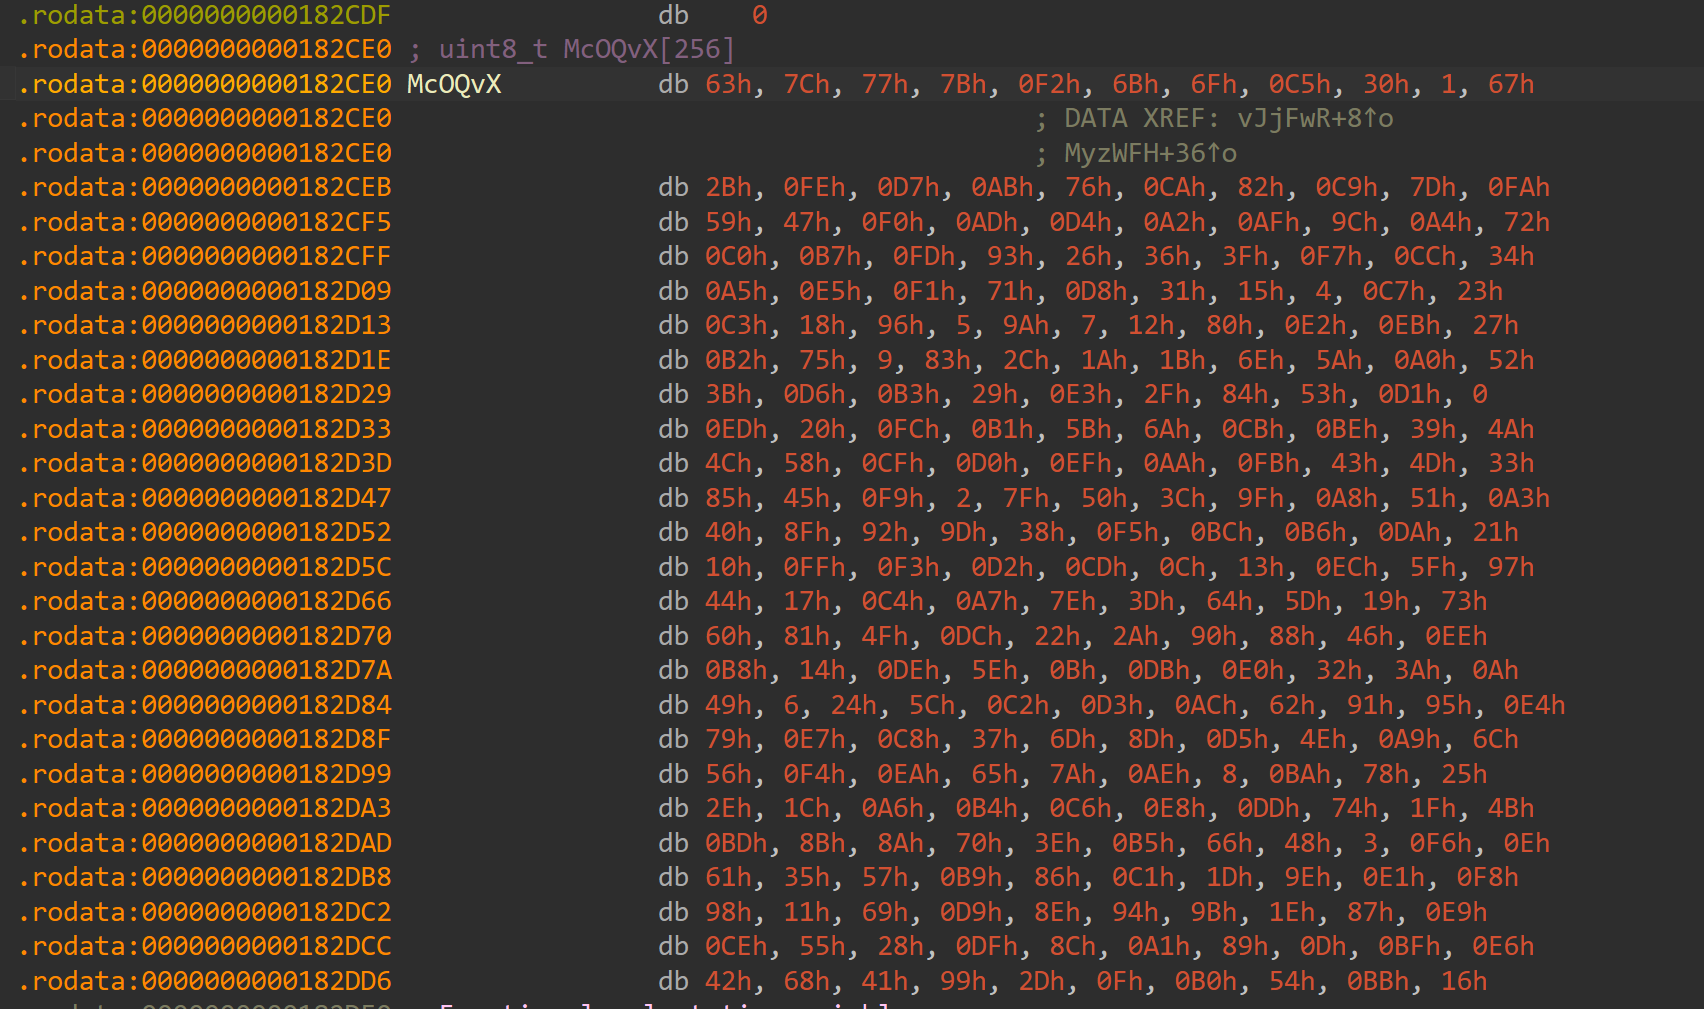 .rodata:0000000000182CDF db 0
.rodata:0000000000182CE0 ; uint8_t McOQvX[256]
.rodata:0000000000182CE0 McOQvX db 63h, 7Ch, 77h, 7Bh, 0F2h, 6Bh, 6Fh, 0C5h, 30h, 1, 67h
.rodata:0000000000182CE0 ; DATA XREF: vJjFwR+8↑o
.rodata:0000000000182CE0 ; MyzWFH+36↑o
.rodata:0000000000182CEB db 2Bh, 0FEh, 0D7h, 0ABh, 76h, 0CAh, 82h, 0C9h, 7Dh, 0FAh
.rodata:0000000000182CF5 db 59h, 47h, 0F0h, 0ADh, 0D4h, 0A2h, 0AFh, 9Ch, 0A4h, 72h
.rodata:0000000000182CFF db 0C0h, 0B7h, 0FDh, 93h, 26h, 36h, 3Fh, 0F7h, 0CCh, 34h
.rodata:0000000000182D09 db 0A5h, 0E5h, 0F1h, 71h, 0D8h, 31h, 15h, 4, 0C7h, 23h
.rodata:0000000000182D13 db 0C3h, 18h, 96h, 5, 9Ah, 7, 12h, 80h, 0E2h, 0EBh, 27h
.rodata:0000000000182D1E db 0B2h, 75h, 9, 83h, 2Ch, 1Ah, 1Bh, 6Eh, 5Ah, 0A0h, 52h
.rodata:0000000000182D29 db 3Bh, 0D6h, 0B3h, 29h, 0E3h, 2Fh, 84h, 53h, 0D1h, 0
.rodata:0000000000182D33 db 0EDh, 20h, 0FCh, 0B1h, 5Bh, 6Ah, 0CBh, 0BEh, 39h, 4Ah
.rodata:0000000000182D3D db 4Ch, 58h, 0CFh, 0D0h, 0EFh, 0AAh, 0FBh, 43h, 4Dh, 33h
.rodata:0000000000182D47 db 85h, 45h, 0F9h, 2, 7Fh, 50h, 3Ch, 9Fh, 0A8h, 51h, 0A3h
.rodata:0000000000182D52 db 40h, 8Fh, 92h, 9Dh, 38h, 0F5h, 0BCh, 0B6h, 0DAh, 21h
.rodata:0000000000182D5C db 10h, 0FFh, 0F3h, 0D2h, 0CDh, 0Ch, 13h, 0ECh, 5Fh, 97h
.rodata:0000000000182D66 db 44h, 17h, 0C4h, 0A7h, 7Eh, 3Dh, 64h, 5Dh, 19h, 73h
.rodata:0000000000182D70 db 60h, 81h, 4Fh, 0DCh, 22h, 2Ah, 90h, 88h, 46h, 0EEh
.rodata:0000000000182D7A db 0B8h, 14h, 0DEh, 5Eh, 0Bh, 0DBh, 0E0h, 32h, 3Ah, 0Ah
.rodata:0000000000182D84 db 49h, 6, 24h, 5Ch, 0C2h, 0D3h, 0ACh, 62h, 91h, 95h, 0E4h
.rodata:0000000000182D8F db 79h, 0E7h, 0C8h, 37h, 6Dh, 8Dh, 0D5h, 4Eh, 0A9h, 6Ch
.rodata:0000000000182D99 db 56h, 0F4h, 0EAh, 65h, 7Ah, 0AEh, 8, 0BAh, 78h, 25h
.rodata:0000000000182DA3 db 2Eh, 1Ch, 0A6h, 0B4h, 0C6h, 0E8h, 0DDh, 74h, 1Fh, 4Bh
.rodata:0000000000182DAD db 0BDh, 8Bh, 8Ah, 70h, 3Eh, 0B5h, 66h, 48h, 3, 0F6h, 0Eh
.rodata:0000000000182DB8 db 61h, 35h, 57h, 0B9h, 86h, 0C1h, 1Dh, 9Eh, 0E1h, 0F8h
.rodata:0000000000182DC2 db 98h, 11h, 69h, 0D9h, 8Eh, 94h, 9Bh, 1Eh, 87h, 0E9h
.rodata:0000000000182DCC db 0CEh, 55h, 28h, 0DFh, 8Ch, 0A1h, 89h, 0Dh, 0BFh, 0E6h
.rodata:0000000000182DD6 db 42h, 68h, 41h, 99h, 2Dh, 0Fh, 0B0h, 54h, 0BBh, 16h